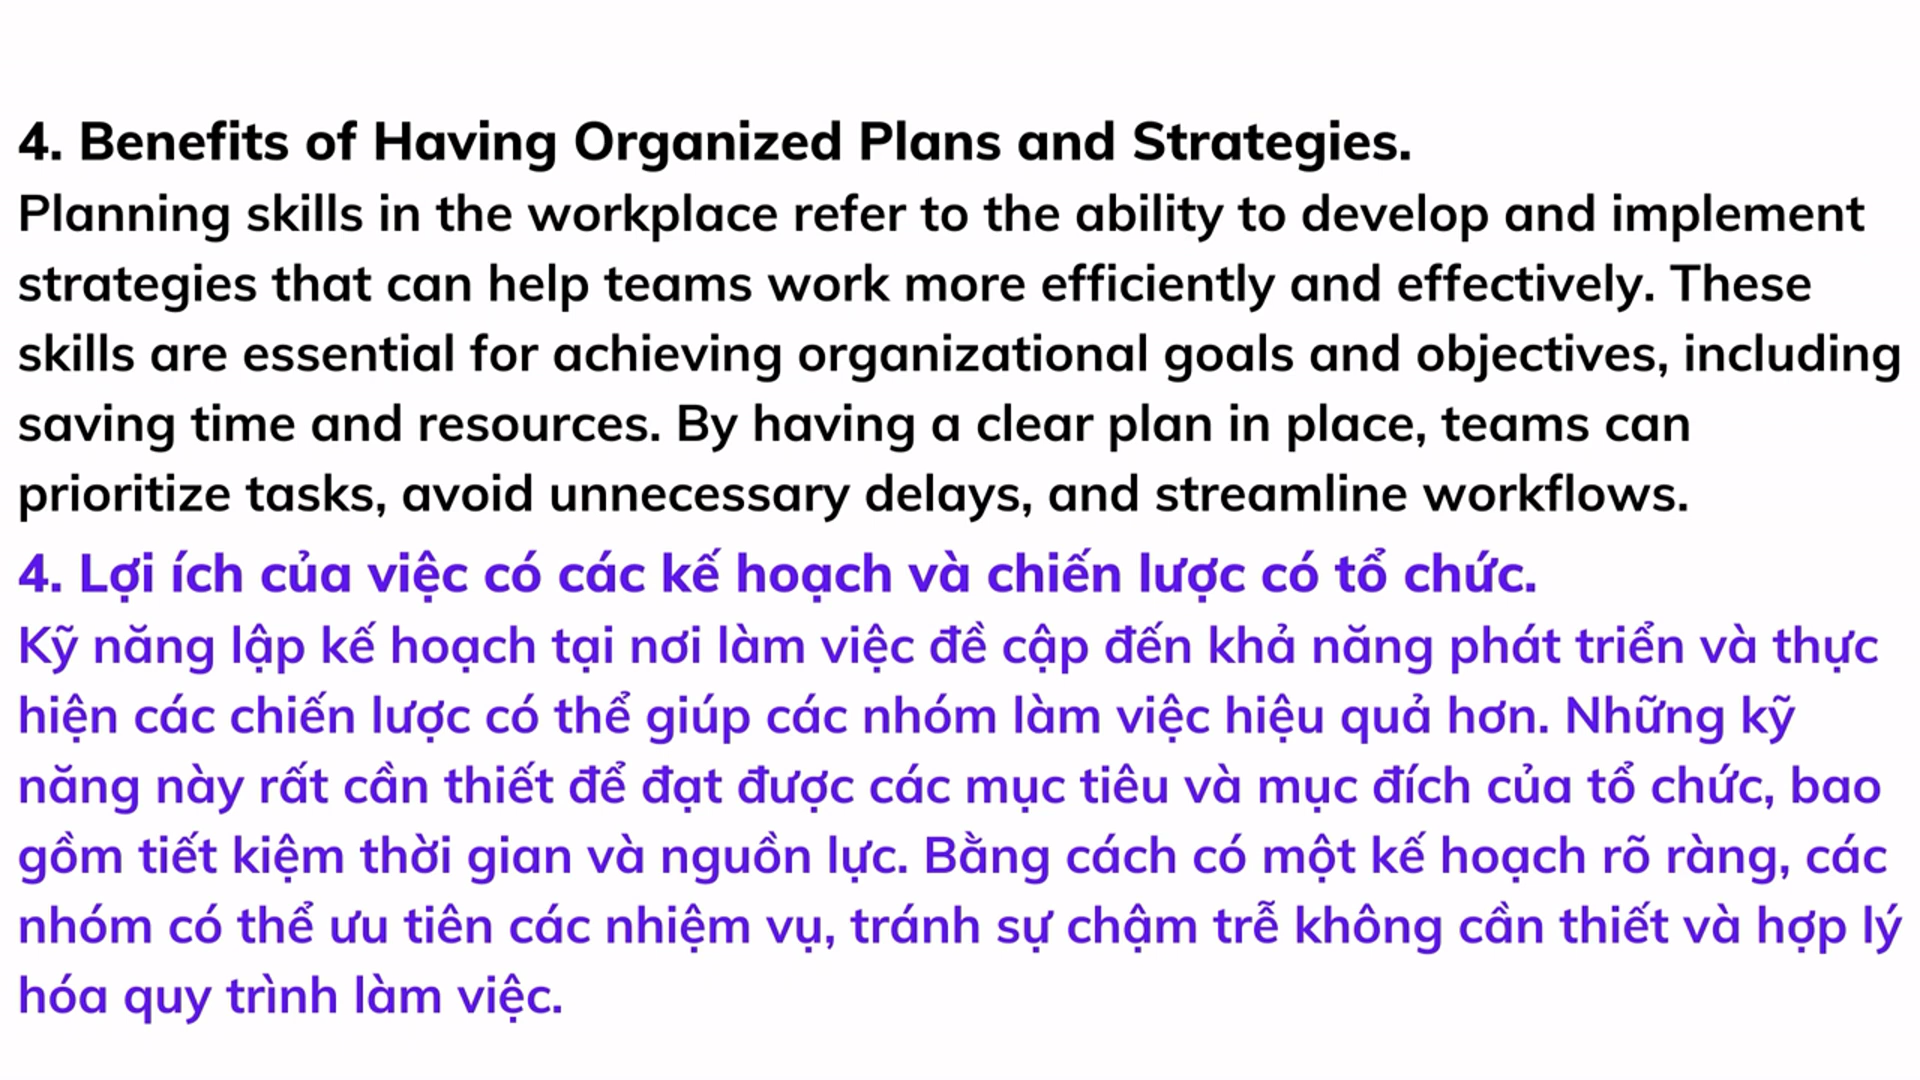 4. Benefits of Having Organized Plans and Strategies.
Planning skills in the workplace refer to the ability to develop and implement
strategies that can help teams work more efficiently and effectively. These
skills are essential for achieving organizational goals and objectives, including
saving time and resources. By having a clear plan in place, teams can
prioritize tasks, avoid unnecessary delays, and streamline workflows.
4. Lợi ích của việc có các kế hoạch và chiến lược có tổ chức.
Kỹ năng lập kế hoạch tại nơi làm việc đề cập đến khả năng phát triển và thực
hiện các chiến lược có thể giúp các nhóm làm việc hiệu quả hơn. Những kỹ
năng này rất cần thiết để đạt được các mục tiêu và mục đích của tổ chức, bao
gồm tiết kiệm thời gian và nguồn lực. Bằng cách có một kế hoạch rõ ràng, các
nhóm có thể ưu tiên các nhiệm vụ, tránh sự chậm trễ không cần thiết và hợp lý
hóa quy trình làm việc.